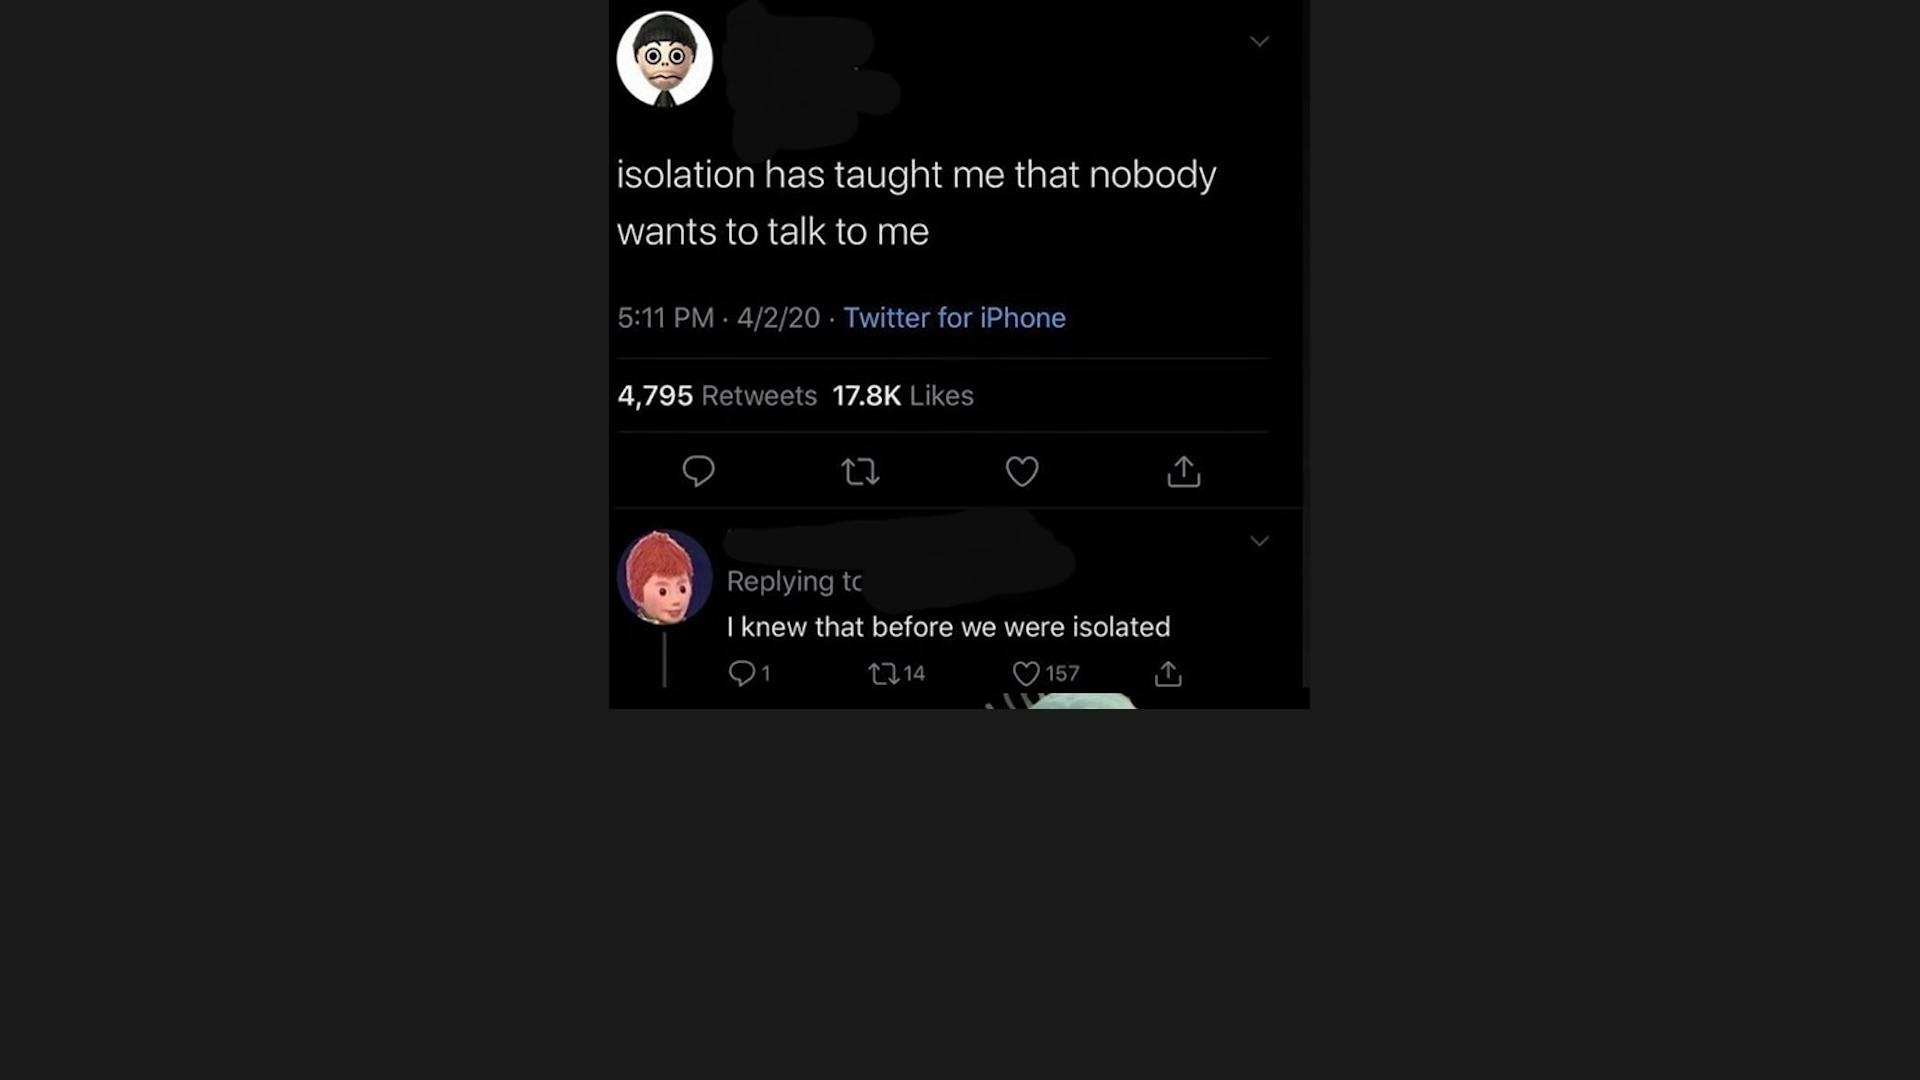 isolation has taught me that nobody
wants to talk to me
5:11 PM · 4/2/20 · Twitter for iPhone
4,795 Retweets 17.8K Likes
Replying to
I knew that before we were isolated
1 14 157